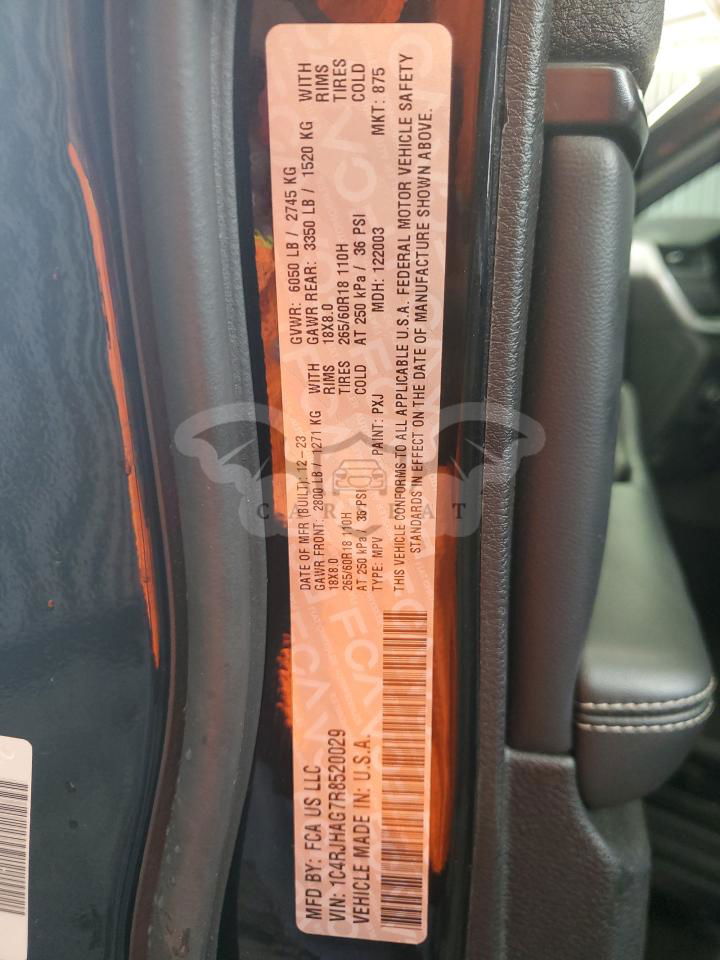 MFD BY: FCA US LLC
DATE OF MFR (BUILT): 12-23
GVWR: 6050 LB / 2745 KG
VIN: 1C4RJHAG7R8520029
GAWR FRONT: 2800 LB / 1271 KG WITH
GAWR REAR: 3350 LB / 1520 KG WITH
VEHICLE MADE IN: U.S.A.
18X8.0 RIMS
18X8.0 RIMS
265/60R18 110H TIRES
265/60R18 110H TIRES
AT 250 kPa / 36 PSI COLD
AT 250 kPa / 36 PSI COLD
TYPE: MPV PAINT: PXJ MDH: 122003 MKT: 875
THIS VEHICLE CONFORMS TO ALL APPLICABLE U.S.A. FEDERAL MOTOR VEHICLE SAFETY
STANDARDS IN EFFECT ON THE DATE OF MANUFACTURE SHOWN ABOVE.